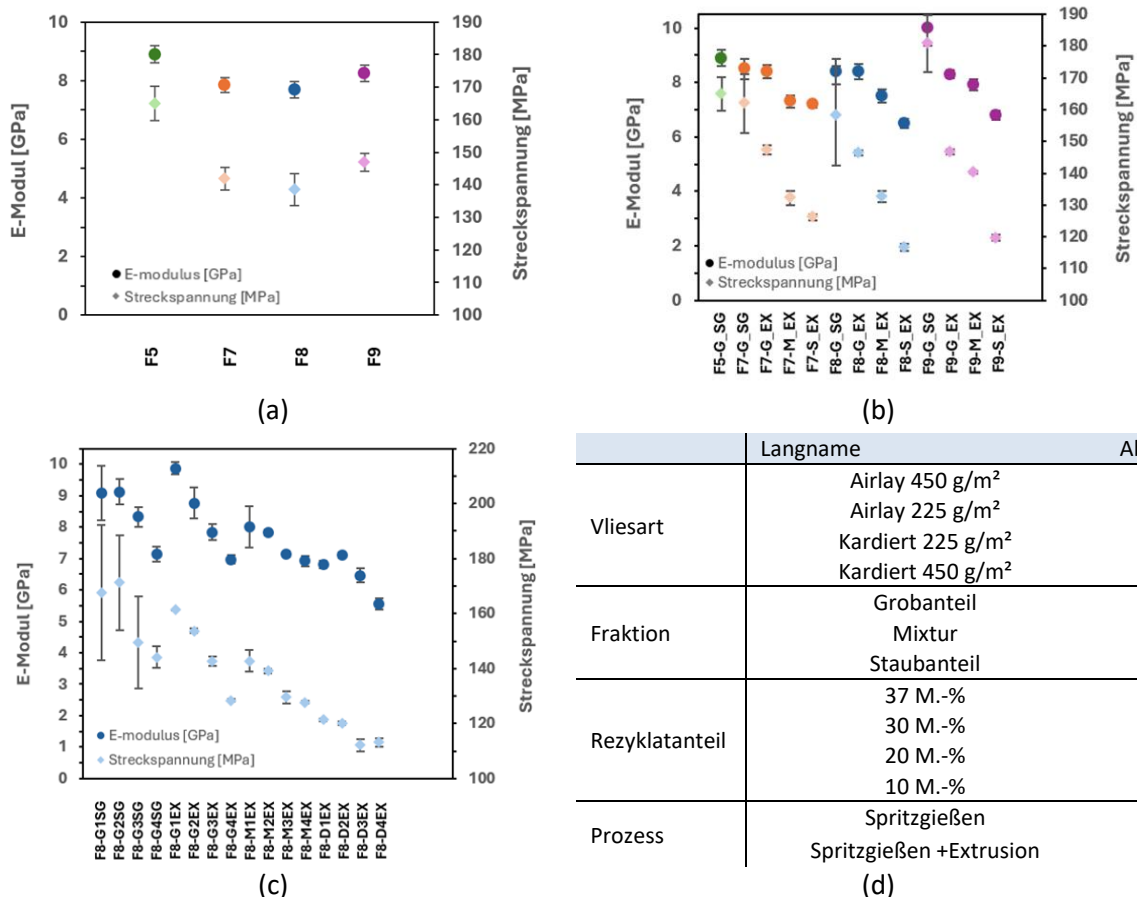 10
9
8
7
6
5
4
3
2
1
0
E-Modul [GPa]
190
180
170
160
150
140
130
120
110
100
Streckspannung [MPa]
E-modulus [GPa]
Streckspannung [MPa]
F5
F7
F8
F9
(a)
10
8
6
4
2
0
E-Modul [GPa]
190
180
170
160
150
140
130
120
110
100
Streckspannung [MPa]
E-modulus [GPa]
Streckspannung [MPa]
F5-G_SG
F7-G_SG
F7-G_EX
F7-M_EX
F7-S_EX
F8-G_SG
F8-G_EX
F8-M_EX
F8-S_EX
F9-G_SG
F9-G_EX
F9-M_EX
F9-S_EX
(b)
10
9
8
7
6
5
4
3
2
1
0
E-Modul [GPa]
220
200
180
160
140
120
100
Streckspannung [MPa]
E-modulus [GPa]
Streckspannung [MPa]
F8-G1SG
F8-G2SG
F8-G3SG
F8-G4SG
F8-G1EX
F8-G2EX
F8-G3EX
F8-G4EX
F8-M1EX
F8-M2EX
F8-M3EX
F8-M4EX
F8-D1EX
F8-D2EX
F8-D3EX
F8-D4EX
(c)
Langname
Vliesart
Airlay 450 g/m²
Airlay 225 g/m²
Kardiert 225 g/m²
Kardiert 450 g/m²
Fraktion
Grobanteil
Mixtur
Staubanteil
Rezyklatanteil
37 M.-%
30 M.-%
20 M.-%
10 M.-%
Prozess
Spritzgießen
Spritzgießen +Extrusion
(d)